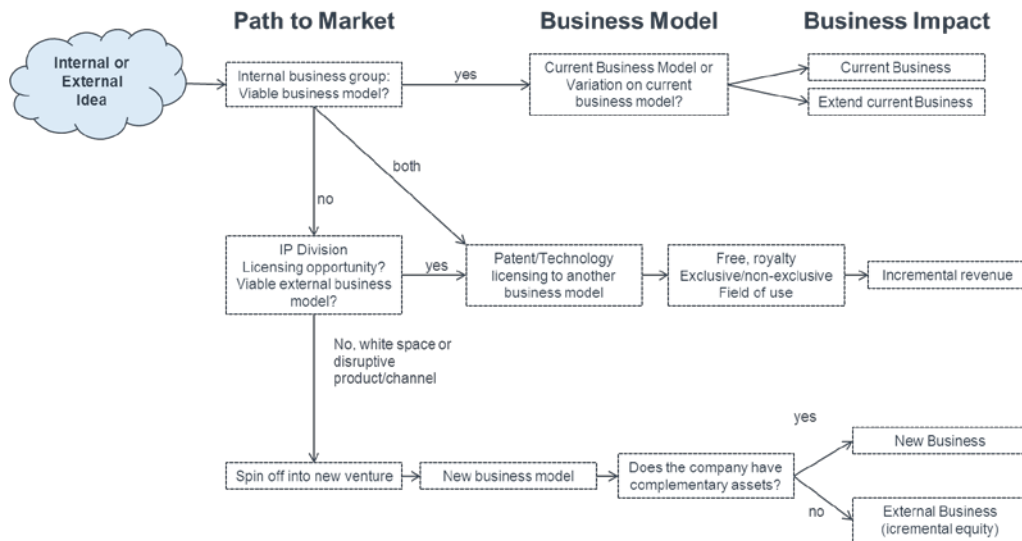 Path to Market
Business Model
Business Impact
Internal or
External
Idea
Internal business group:
Viable business model?
yes
Current Business Model or
Variation on current
business model?
Current Business
Extend current Business
both
no
IP Division
Licensing opportunity?
Viable external business
model?
yes
Patent/Technology
licensing to another
business model
Free, royalty
Exclusive/non-exclusive
Field of use
Incremental revenue
No, white space or
disruptive
product/channel
Spin off into new venture
New business model
Does the company have
complementary assets?
yes
New Business
no
External Business
(icremental equity)